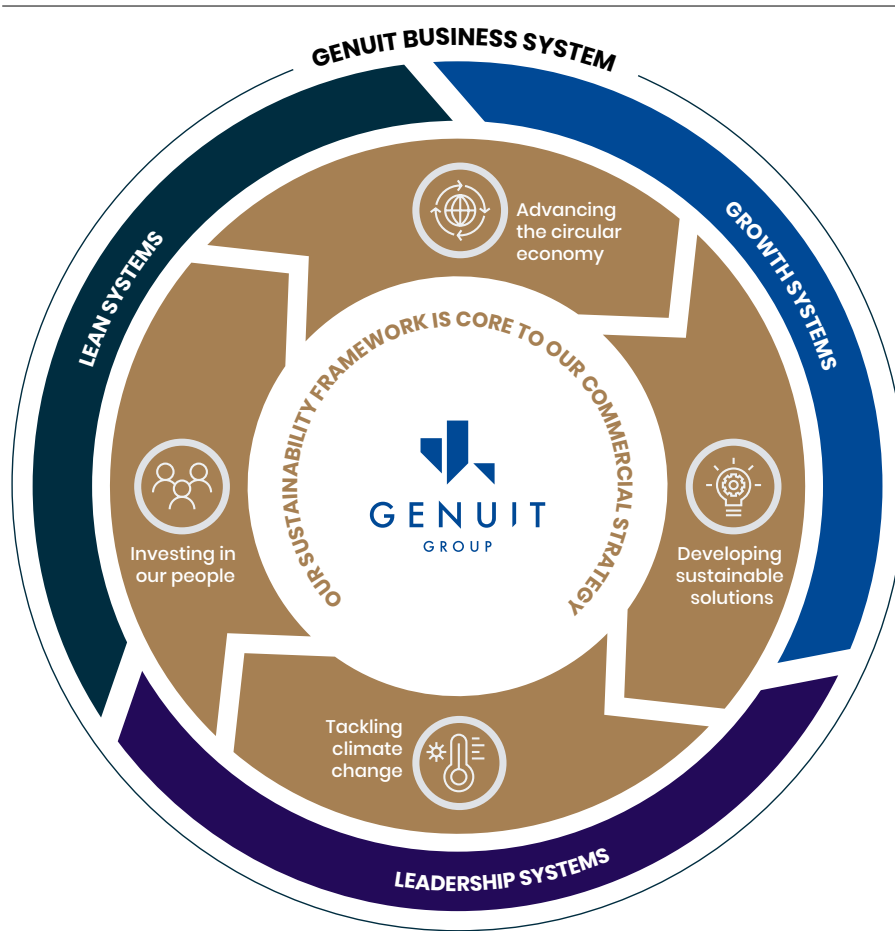 GENUIT BUSINESS SYSTEM
LEAN SYSTEMS
GROWTH SYSTEMS
Advancing
the circular
economy
OUR SUSTAINABILITY FRAMEWORK IS CORE TO OUR COMMERCIAL STRATEGY
GENUIT
GROUP
Investing in
our people
Developing
sustainable
solutions
Tackling
climate
change
LEADERSHIP SYSTEMS